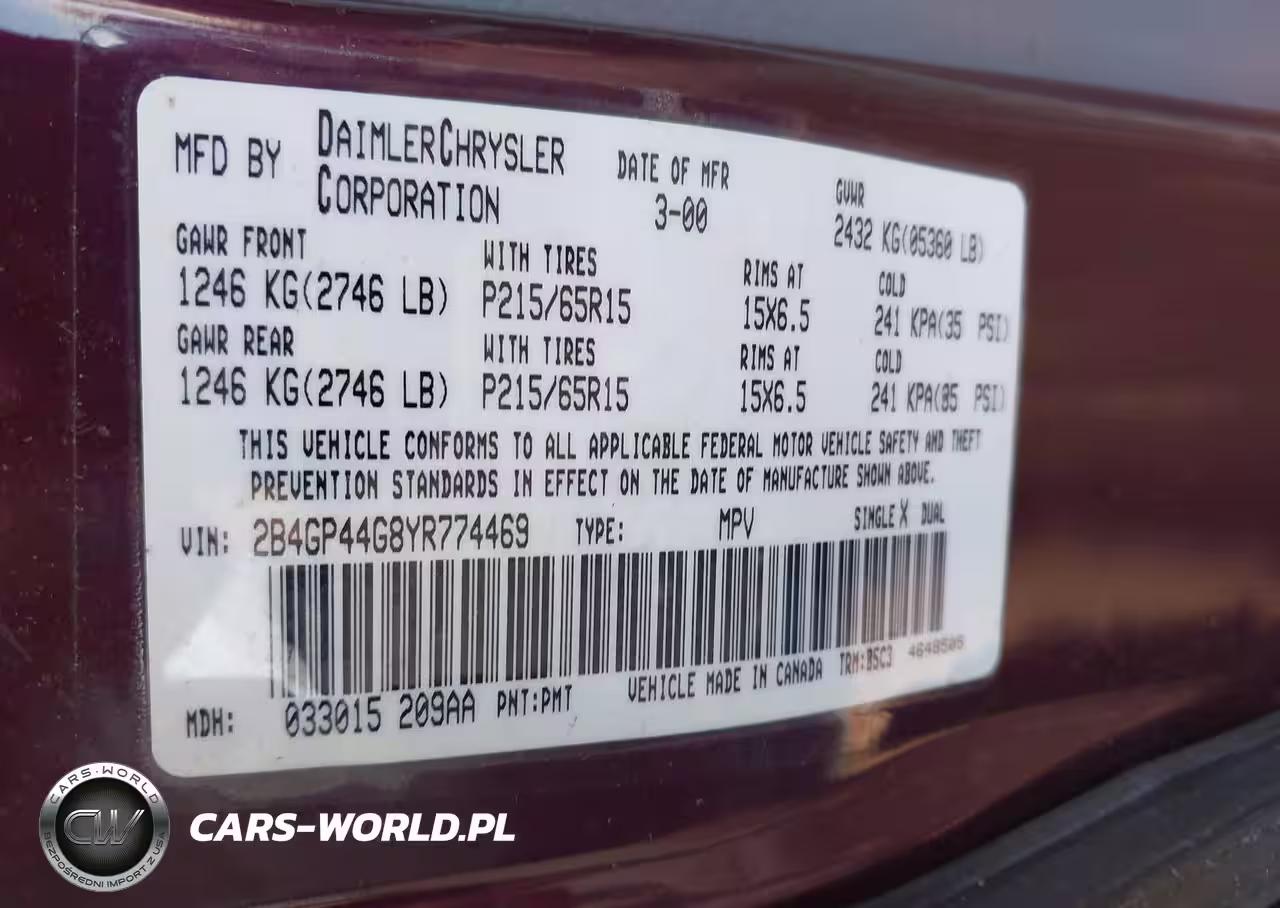 MFD BY DAIMLERCHRYSLER CORPORATION
DATE OF MFR 3-00
GVWR 2432 KG(05360 LB)
GAWR FRONT WITH TIRES RIMS AT COLD
1246 KG(2746 LB) P215/65R15 15X6.5 241 KPA(35 PSI)
GAWR REAR WITH TIRES RIMS AT COLD
1246 KG(2746 LB) P215/65R15 15X6.5 241 KPA(35 PSI)
THIS VEHICLE CONFORMS TO ALL APPLICABLE FEDERAL MOTOR VEHICLE SAFETY AND THEFT
PREVENTION STANDARDS IN EFFECT ON THE DATE OF MANUFACTURE SHOWN ABOVE.
VIN: 2B4GP44G8YR774469 TYPE: MPV SINGLE X DUAL
MDH: 033015 209AA PNT:PMT VEHICLE MADE IN CANADA TRM:B5C3 4648505
CARS-WORLD
CW
BEZPOŚREDNI IMPORT Z USA
CARS-WORLD.PL